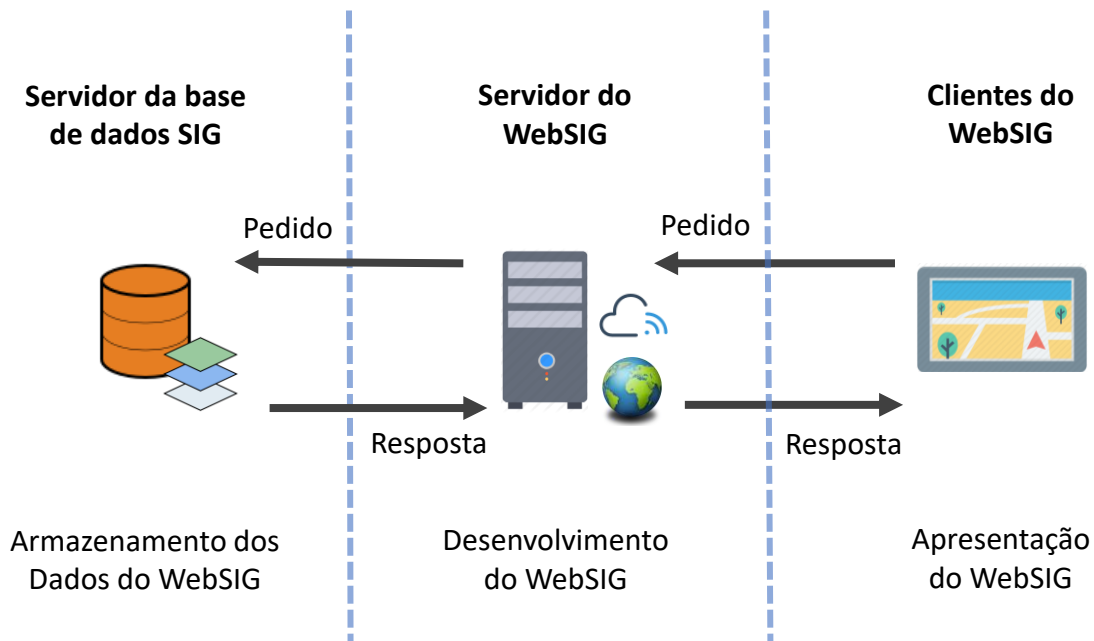 Servidor da base
de dados SIG
Servidor do
WebSIG
Clientes do
WebSIG
Pedido
Pedido
Resposta
Resposta
Armazenamento dos
Dados do WebSIG
Desenvolvimento
do WebSIG
Apresentação
do WebSIG